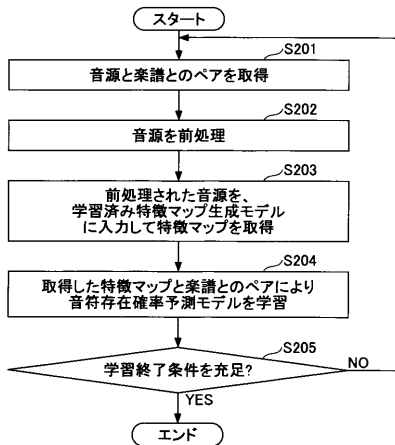 スタート
S201
音源と楽譜とのペアを取得
S202
音源を前処理
S203
前処理された音源を、
学習済み特徴マップ生成モデル
に入力して特徴マップを取得
S204
取得した特徴マップと楽譜とのペアにより
音符存在確率予測モデルを学習
S205
学習終了条件を充足?
NO
YES
エンド